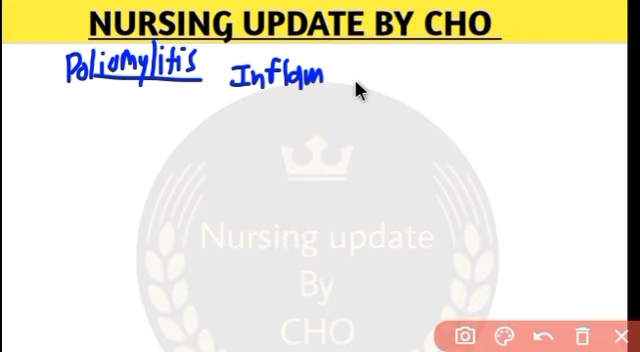 NURSING UPDATE BY CHO
Poliomylitis Inflam
Nursing update
By
CHO